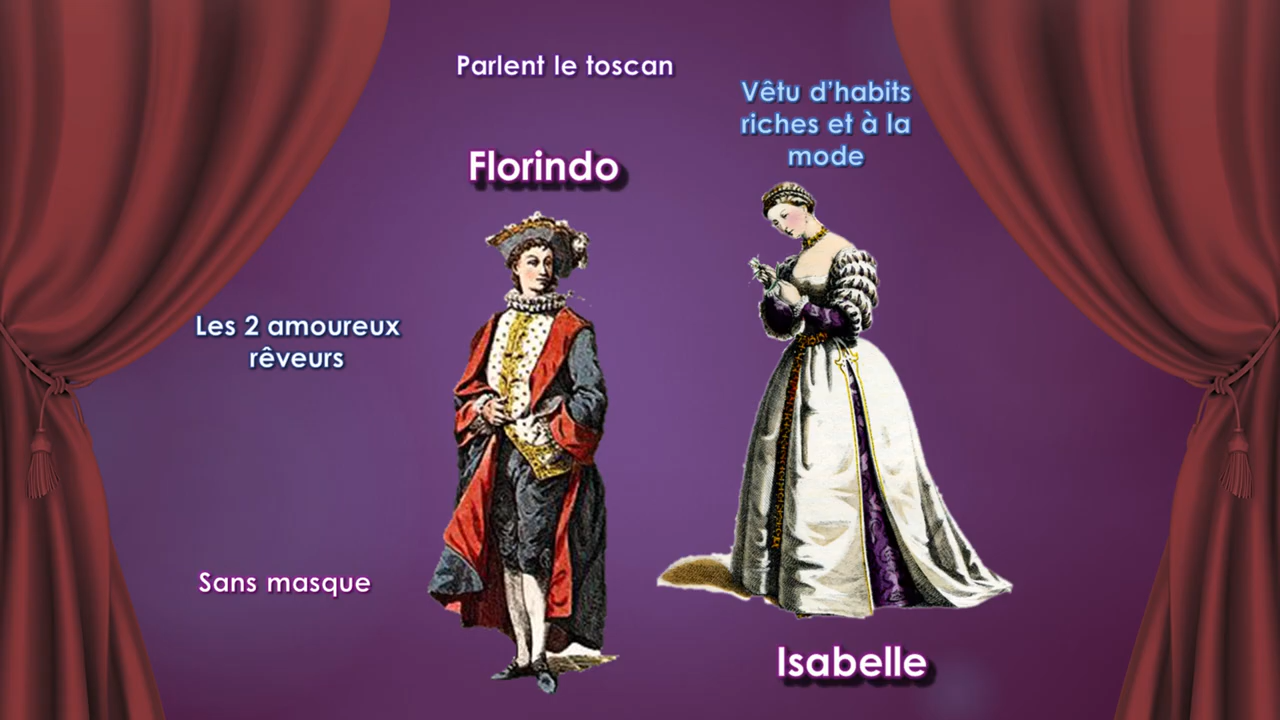 Parlent le toscan
Vêtu d’habits
riches et à la
mode
Florindo
Les 2 amoureux
rêveurs
Sans masque
Isabelle